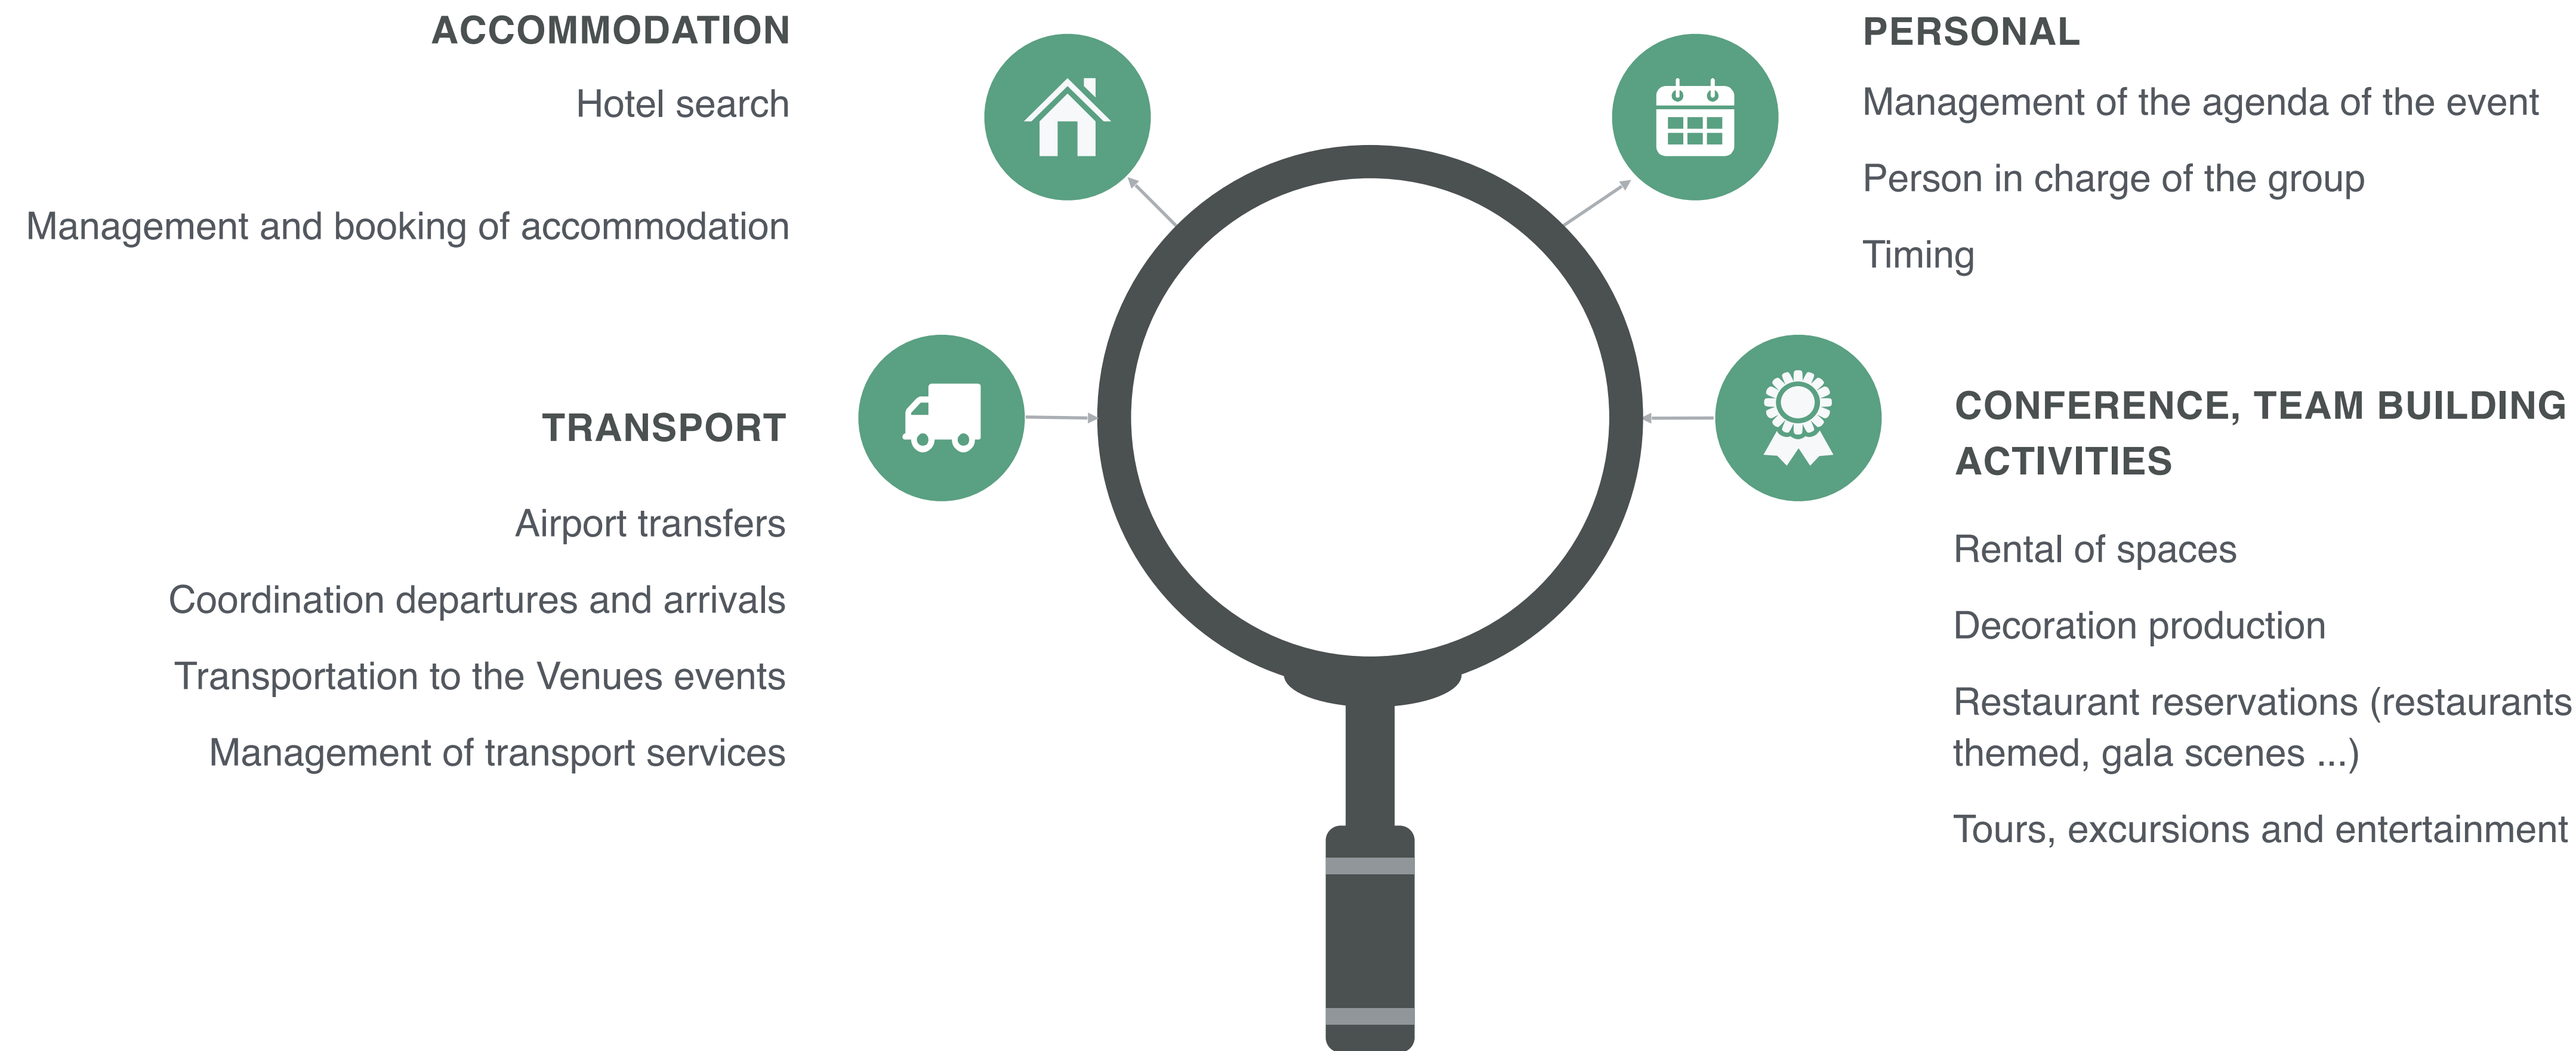 ACCOMMODATION
Hotel search
Management and booking of accommodation
TRANSPORT
Airport transfers
Coordination departures and arrivals
Transportation to the Venues events
Management of transport services
PERSONAL
Management of the agenda of the event
Person in charge of the group
Timing
CONFERENCE, TEAM BUILDING
ACTIVITIES
Rental of spaces
Decoration production
Restaurant reservations (restaurants
themed, gala scenes ...)
Tours, excursions and entertainment